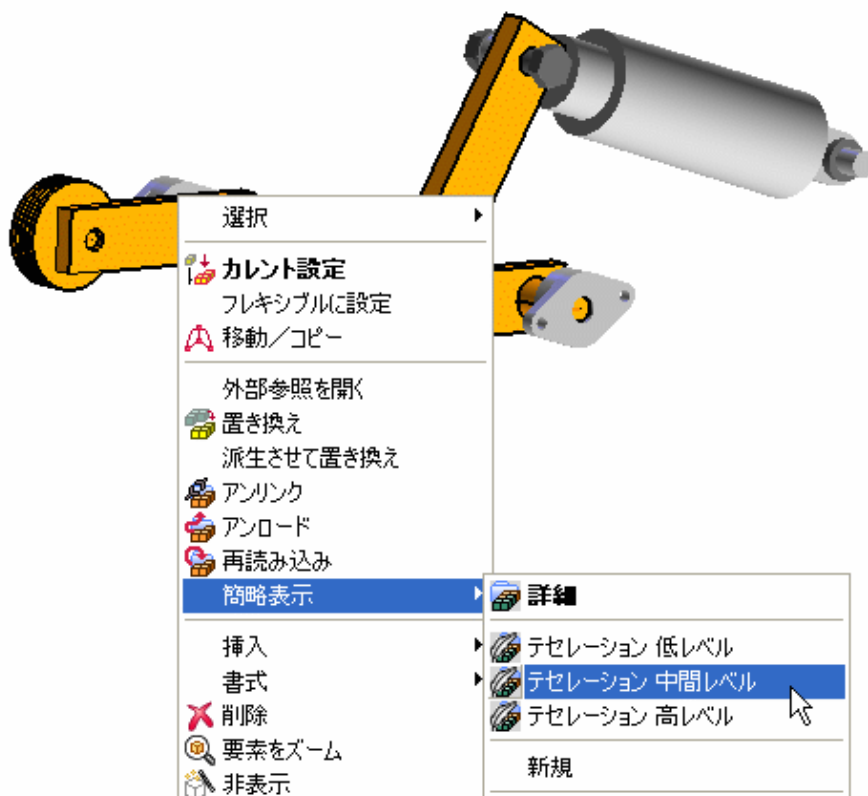 選択
カレント設定
フレキシブルに設定
移動／コピー
外部参照を開く
置き換え
派生させて置き換え
アンリンク
アンロード
再読み込み
簡略表示
詳細
テセレーション 低レベル
テセレーション 中間レベル
テセレーション 高レベル
新規
挿入
書式
削除
要素をズーム
非表示